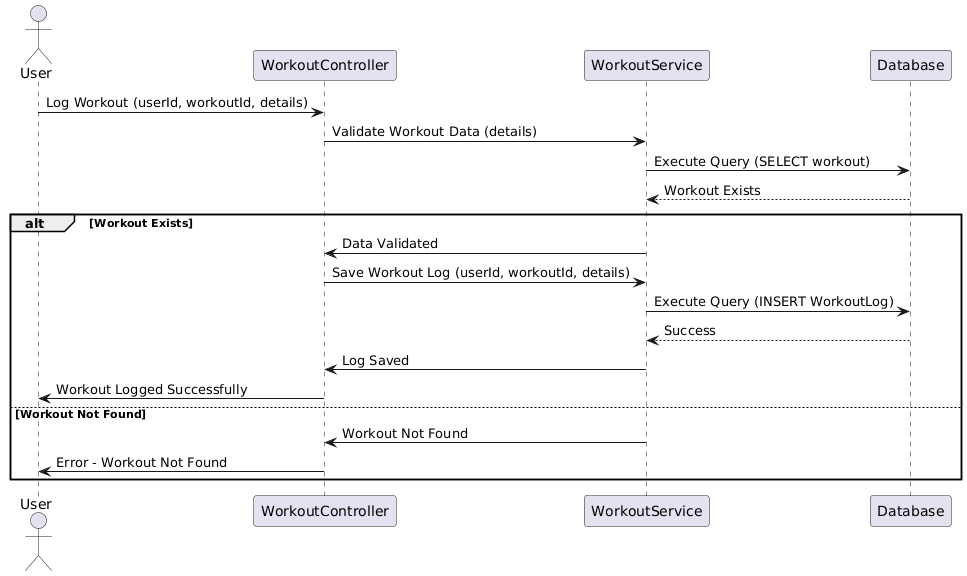 User
WorkoutController
WorkoutService
Database
Log Workout (userId, workoutId, details)
Validate Workout Data (details)
Execute Query (SELECT workout)
Workout Exists
alt
[Workout Exists]
Data Validated
Save Workout Log (userId, workoutId, details)
Execute Query (INSERT WorkoutLog)
Success
Log Saved
Workout Logged Successfully
[Workout Not Found]
Workout Not Found
Error - Workout Not Found
User
WorkoutController
WorkoutService
Database